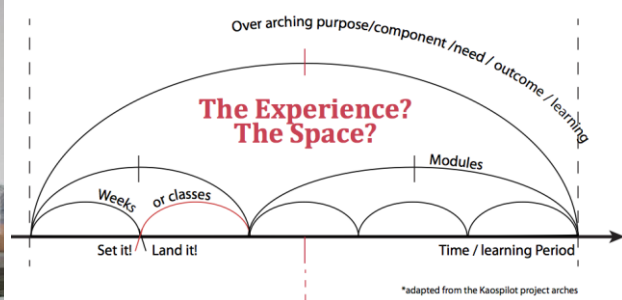 Over arching purpose/component /need / outcome / learning
The Experience?
The Space?
Modules
Weeks or classes
Set it! / Land it!
Time / learning Period
*adapted from the Kaospilot project arches